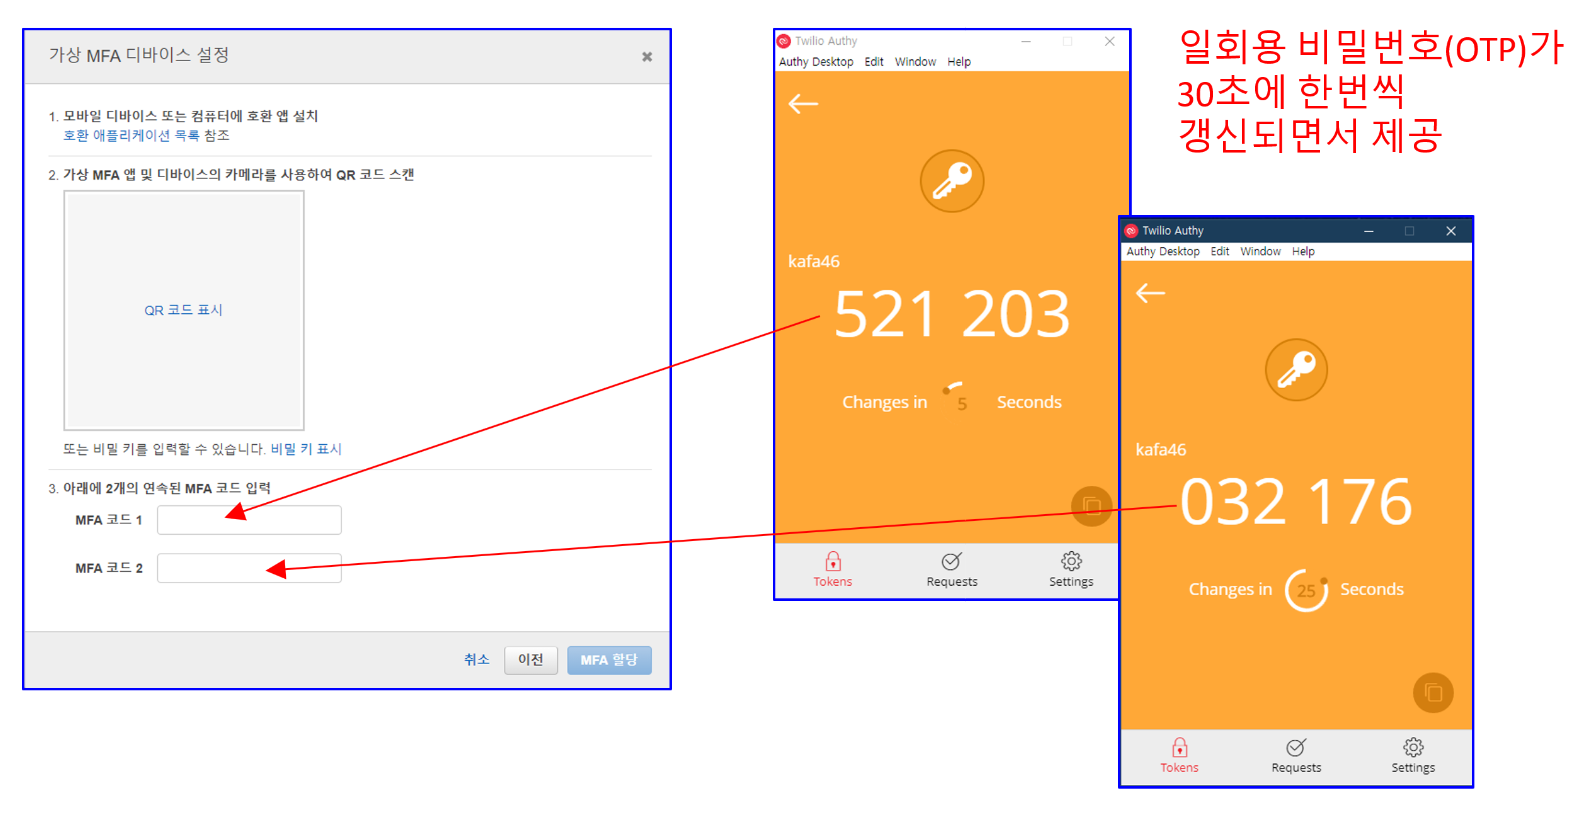 가상 MFA 디바이스 설정
1. 모바일 디바이스 또는 컴퓨터에 호환 앱 설치
호환 애플리케이션 목록 참조
2. 가상 MFA 앱 및 디바이스의 카메라를 사용하여 QR 코드 스캔
QR 코드 표시
또는 비밀 키를 입력할 수 있습니다. 비밀 키 표시
3. 아래에 2개의 연속된 MFA 코드 입력
MFA 코드 1
MFA 코드 2
취소 이전 MFA 할당
Twilio Authy
Authy Desktop Edit Window Help
kafa46
521 203
Changes in 5 Seconds
Tokens Requests Settings
일회용 비밀번호(OTP)가
30초에 한번씩
갱신되면서 제공
Twilio Authy
Authy Desktop Edit Window Help
kafa46
032 176
Changes in 25 Seconds
Tokens Requests Settings